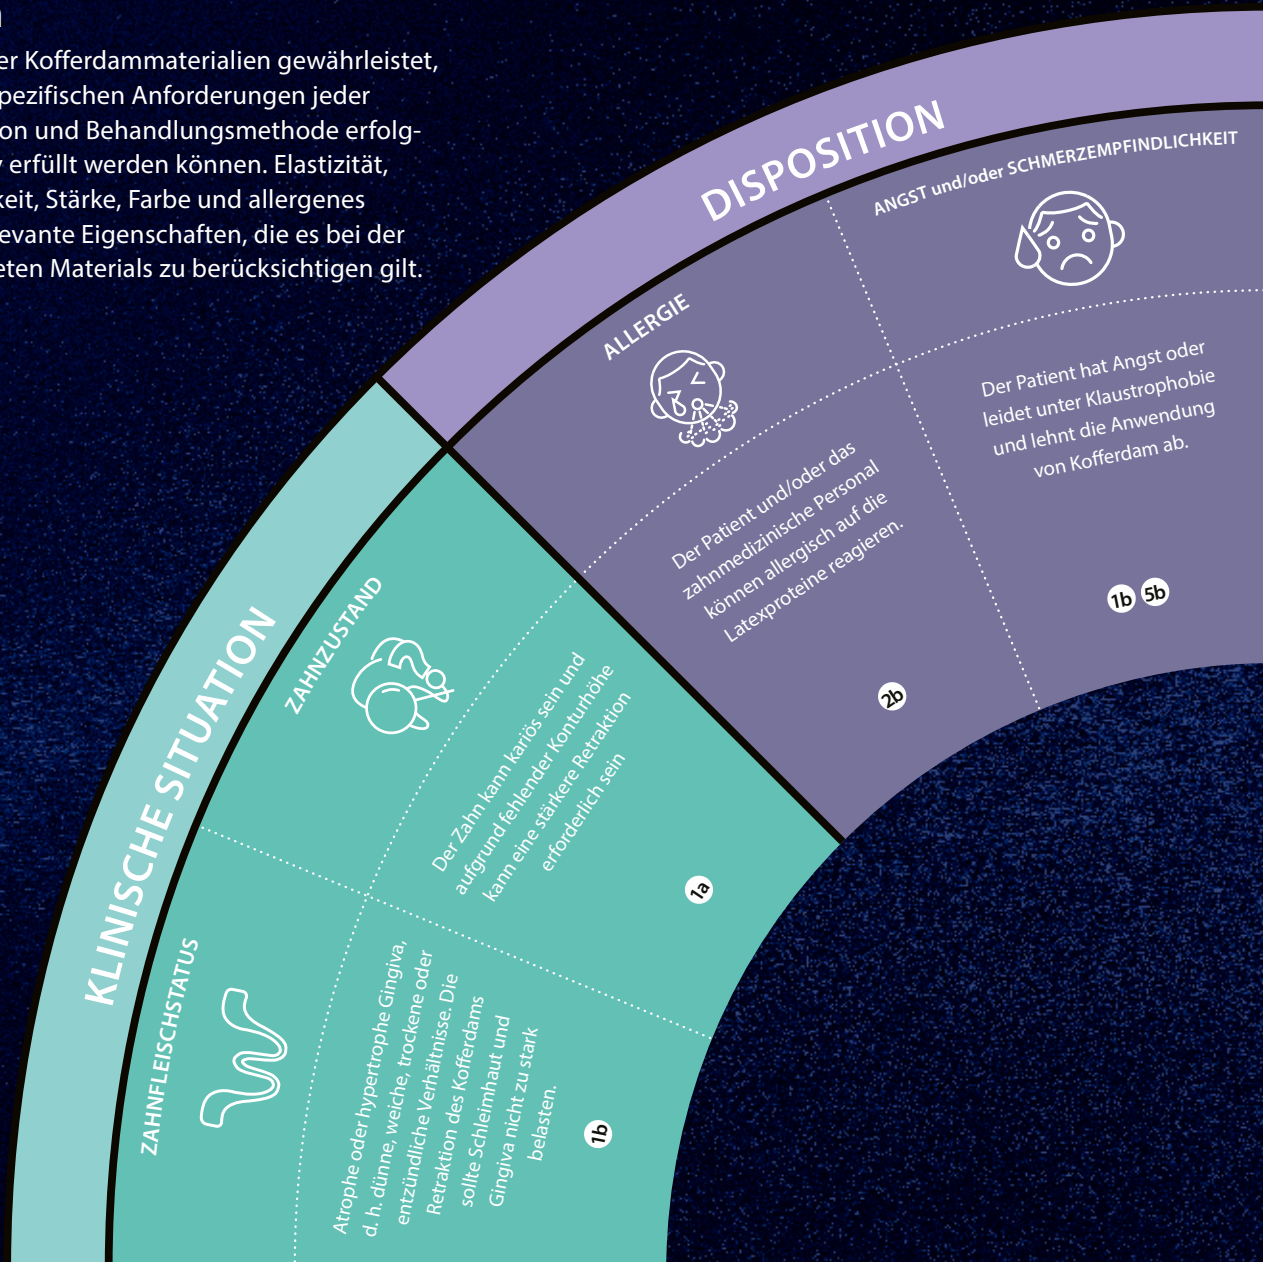 er Kofferdammaterialien gewährleistet,
pezifischen Anforderungen jeder
on und Behandlungsmethode erfolg-
erfüllt werden können. Elastizität,
keit, Stärke, Farbe und allergenes
evante Eigenschaften, die es bei der
eten Materials zu berücksichtigen gilt.
DISPOSITION
ANGST und/oder SCHMERZEMPFINDLICHKEIT
Der Patient hat Angst oder
leidet unter Klaustrophobie
und lehnt die Anwendung
von Kofferdam ab.
1b 5b
ALLERGIE
Der Patient und/oder das
zahnmedizinische Personal
können allergisch auf die
Latexproteine reagieren.
2b
KLINISCHE SITUATION
ZAHNZUSTAND
Der Zahn kann kariös sein und
aufgrund fehlender Konturhöhe
kann eine stärkere Retraktion
erforderlich sein
1a
ZAHNFLEISCHSTATUS
Atrophe oder hypertrophe Gingiva,
d. h. dünne, weiche, trockene oder
entzündliche Verhältnisse. Die
Retraktion des Kofferdams
sollte Schleimhaut und
Gingiva nicht zu stark
belasten.
1b